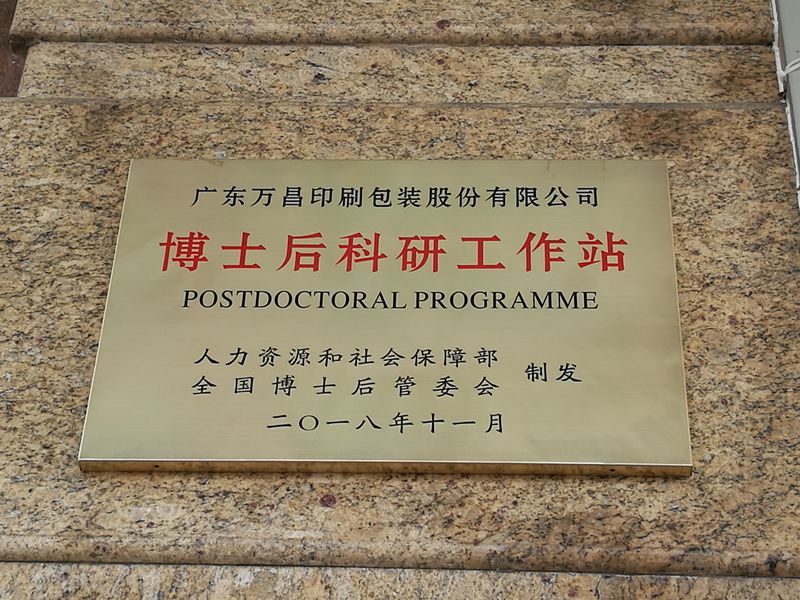 广东万昌印刷包装股份有限公司
博士后科研工作站
POSTDOCTORAL PROGRAMME
人力资源和社会保障部
全国博士后管委会 制发
二〇一八年十一月